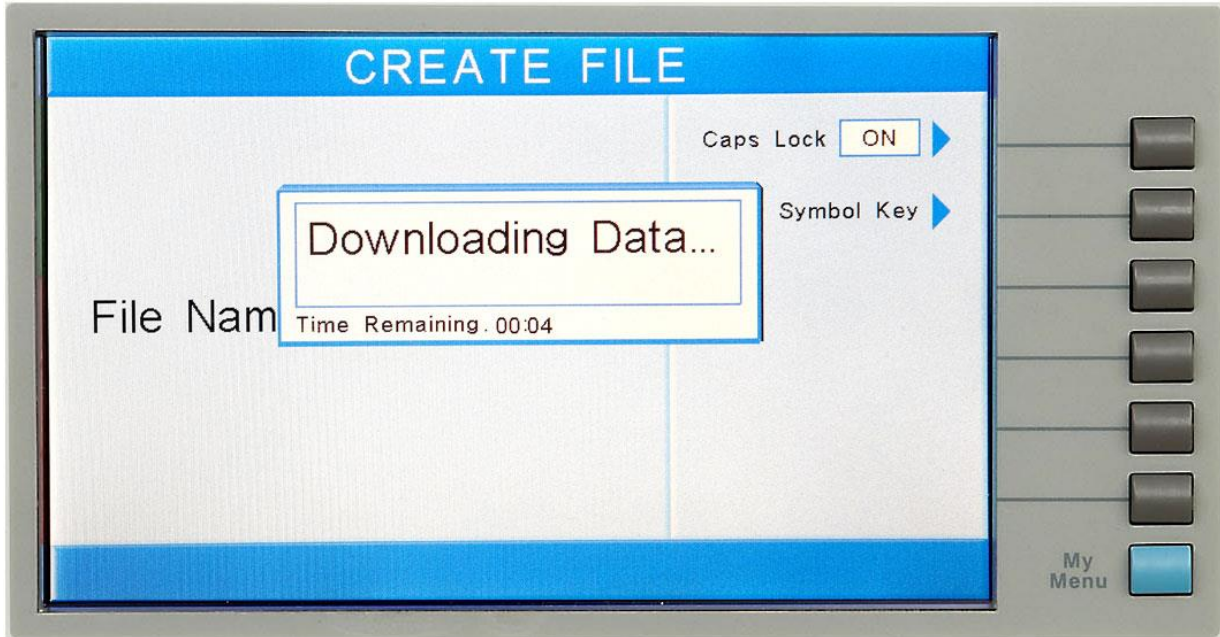 CREATE FILE
Caps Lock ON
Symbol Key
Downloading Data...
File Nam
Time Remaining. 00:04
My
Menu